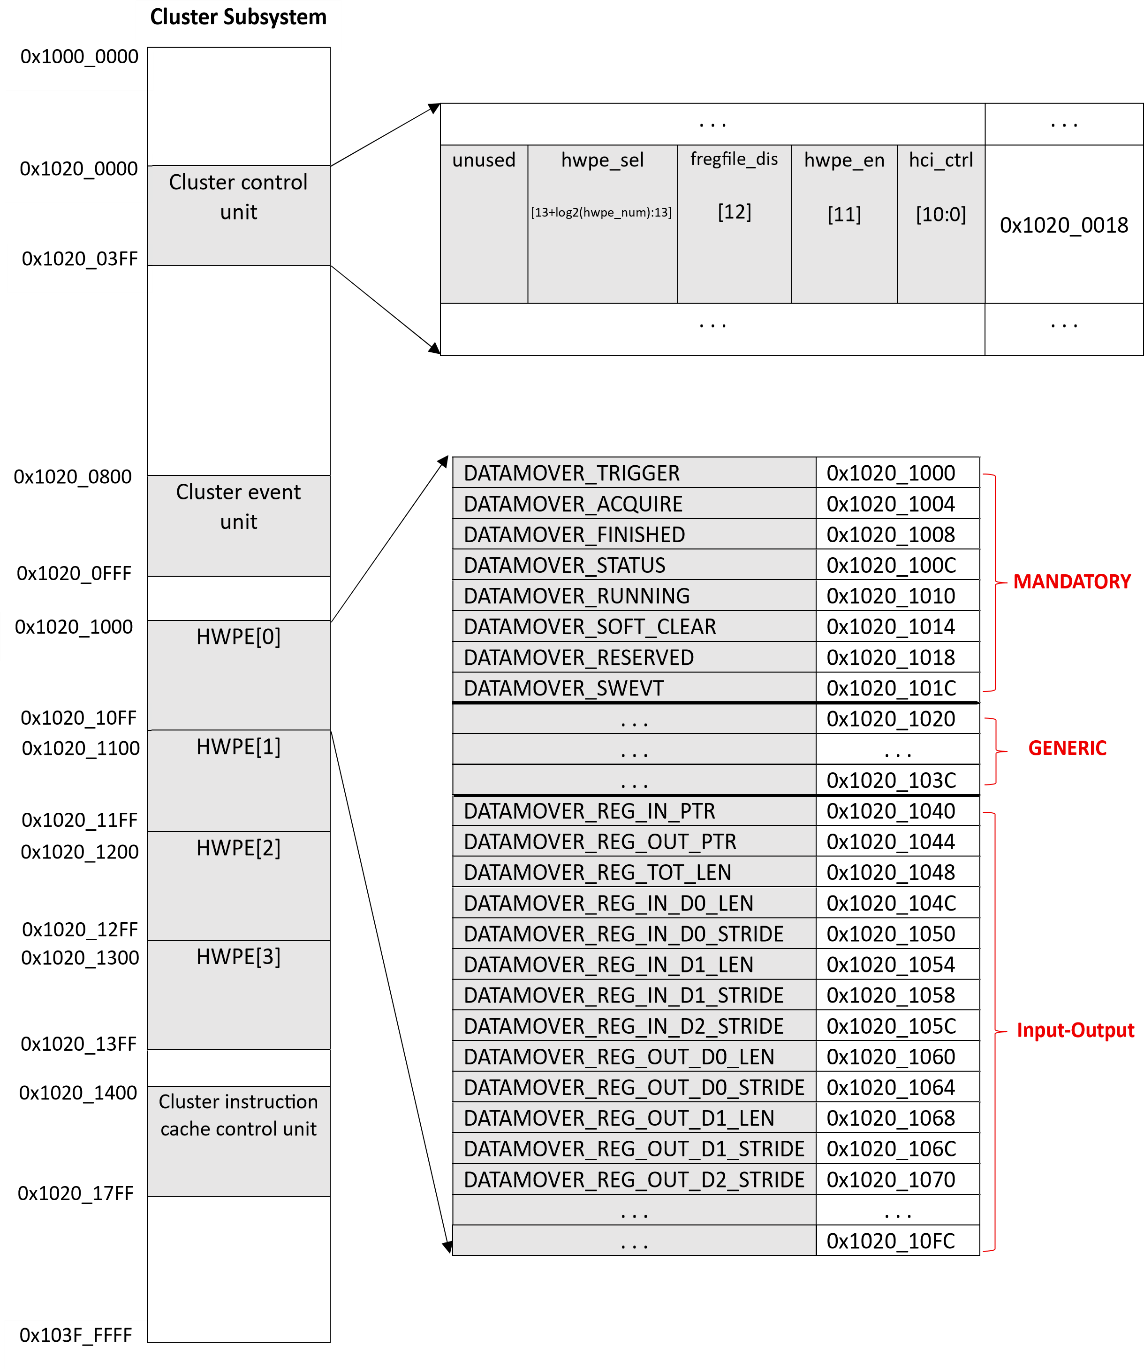 Cluster Subsystem
0x1000_0000
0x1020_0000
Cluster control
unit
0x1020_03FF
0x1020_0800
Cluster event
unit
0x1020_0FFF
0x1020_1000
HWPE[0]
0x1020_10FF
0x1020_1100
HWPE[1]
0x1020_11FF
0x1020_1200
HWPE[2]
0x1020_12FF
0x1020_1300
HWPE[3]
0x1020_13FF
0x1020_1400
Cluster instruction
cache control unit
0x1020_17FF
0x103F_FFFF
. . . . . .
unused hwpe_sel fregfile_dis hwpe_en hci_ctrl
[13+log2(hwpe_num):13] [12] [11] [10:0] 0x1020_0018
. . . . . .
DATAMOVER_TRIGGER 0x1020_1000
DATAMOVER_ACQUIRE 0x1020_1004
DATAMOVER_FINISHED 0x1020_1008
DATAMOVER_STATUS 0x1020_100C
DATAMOVER_RUNNING 0x1020_1010
DATAMOVER_SOFT_CLEAR 0x1020_1014
DATAMOVER_RESERVED 0x1020_1018
DATAMOVER_SWEVT 0x1020_101C
MANDATORY
. . . 0x1020_1020
. . . . . .
. . . 0x1020_103C
GENERIC
DATAMOVER_REG_IN_PTR 0x1020_1040
DATAMOVER_REG_OUT_PTR 0x1020_1044
DATAMOVER_REG_TOT_LEN 0x1020_1048
DATAMOVER_REG_IN_D0_LEN 0x1020_104C
DATAMOVER_REG_IN_D0_STRIDE 0x1020_1050
DATAMOVER_REG_IN_D1_LEN 0x1020_1054
DATAMOVER_REG_IN_D1_STRIDE 0x1020_1058
DATAMOVER_REG_IN_D2_STRIDE 0x1020_105C
DATAMOVER_REG_OUT_D0_LEN 0x1020_1060
DATAMOVER_REG_OUT_D0_STRIDE 0x1020_1064
DATAMOVER_REG_OUT_D1_LEN 0x1020_1068
DATAMOVER_REG_OUT_D1_STRIDE 0x1020_106C
DATAMOVER_REG_OUT_D2_STRIDE 0x1020_1070
. . . . . .
. . . 0x1020_10FC
Input-Output